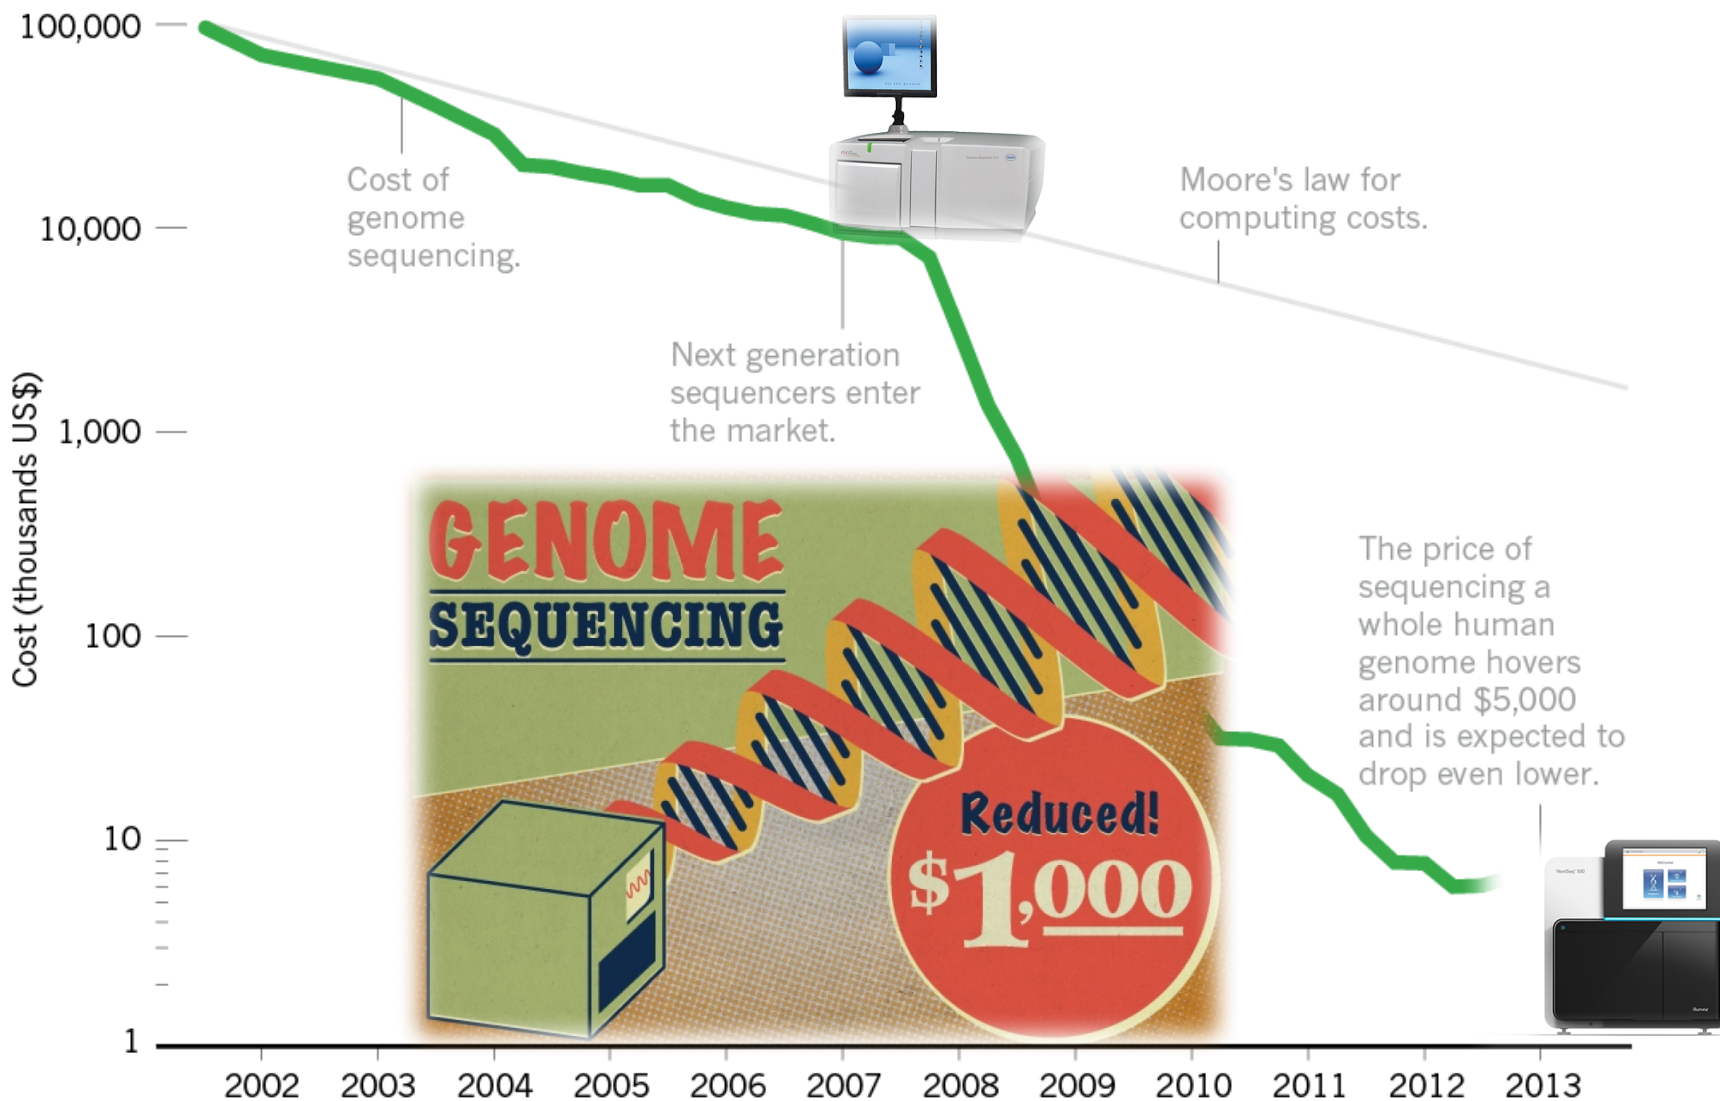 100,000
10,000
1,000
100
10
1
Cost (thousands US$)
Cost of
genome
sequencing.
Next generation
sequencers enter
the market.
Moore's law for
computing costs.
The price of
sequencing a
whole human
genome hovers
around $5,000
and is expected to
drop even lower.
GENOME
SEQUENCING
Reduced!
$1,000
2002 2003 2004 2005 2006 2007 2008 2009 2010 2011 2012 2013